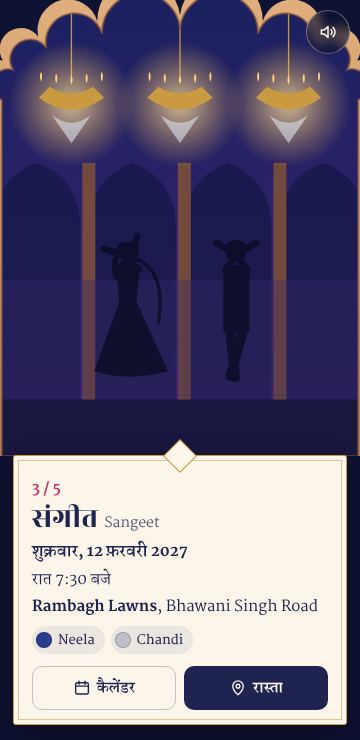 3/5
संगीत Sangeet
शुक्रवार, 12 फ़रवरी 2027
रात 7:30 बजे
Rambagh Lawns, Bhawani Singh Road
Neela Chandi
कैलेंडर रास्ता